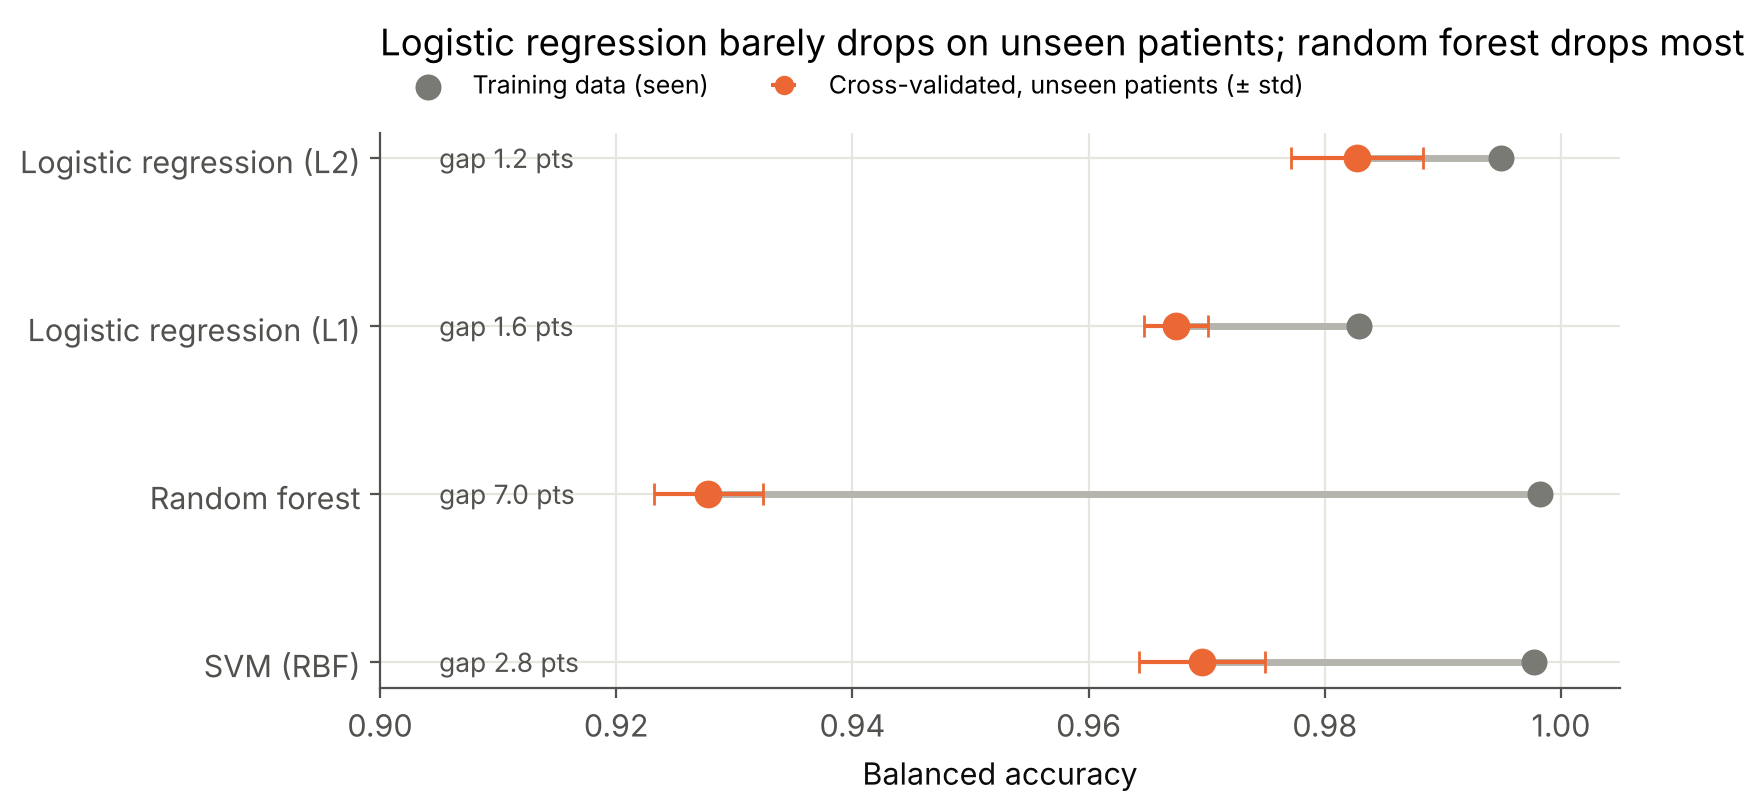 Logistic regression barely drops on unseen patients; random forest drops most
Training data (seen)
Cross-validated, unseen patients (± std)
Logistic regression (L2)
gap 1.2 pts
Logistic regression (L1)
gap 1.6 pts
Random forest
gap 7.0 pts
SVM (RBF)
gap 2.8 pts
0.90 0.92 0.94 0.96 0.98 1.00
Balanced accuracy